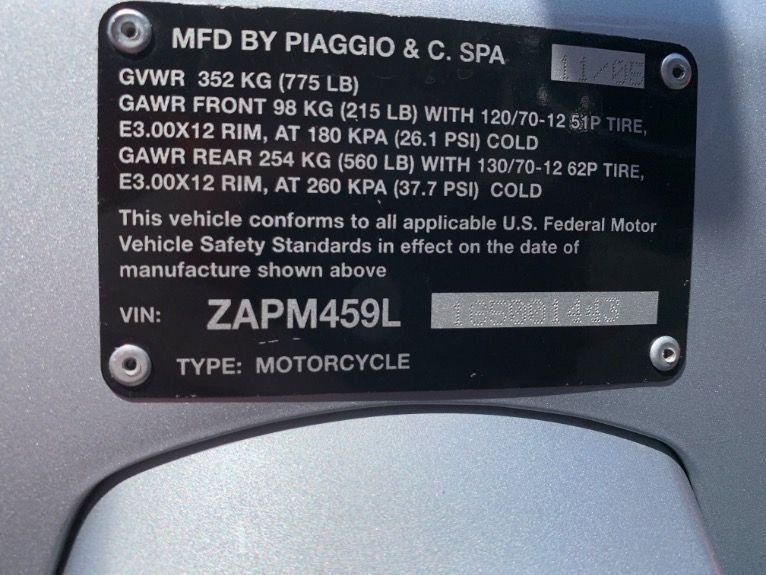 MFD BY PIAGGIO & C. SPA 11/05
GVWR 352 KG (775 LB)
GAWR FRONT 98 KG (215 LB) WITH 120/70-12 51P TIRE,
E3.00X12 RIM, AT 180 KPA (26.1 PSI) COLD
GAWR REAR 254 KG (560 LB) WITH 130/70-12 62P TIRE,
E3.00X12 RIM, AT 260 KPA (37.7 PSI) COLD
This vehicle conforms to all applicable U.S. Federal Motor
Vehicle Safety Standards in effect on the date of
manufacture shown above
VIN: ZAPM459L 165001443
TYPE: MOTORCYCLE